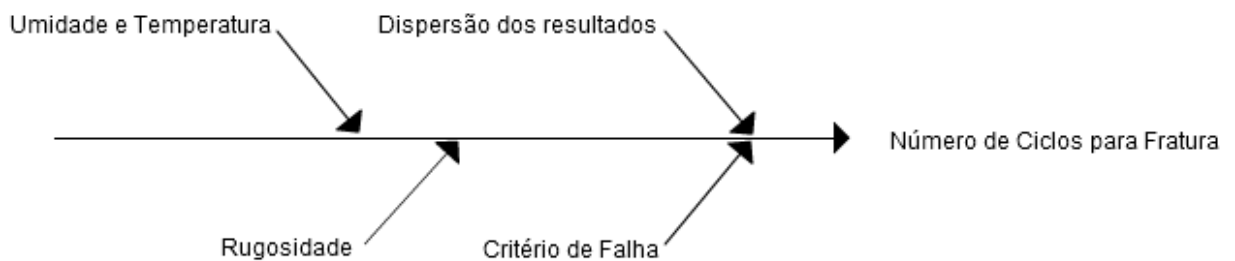 Umidade e Temperatura
Dispersão dos resultados
Número de Ciclos para Fratura
Rugosidade
Critério de Falha